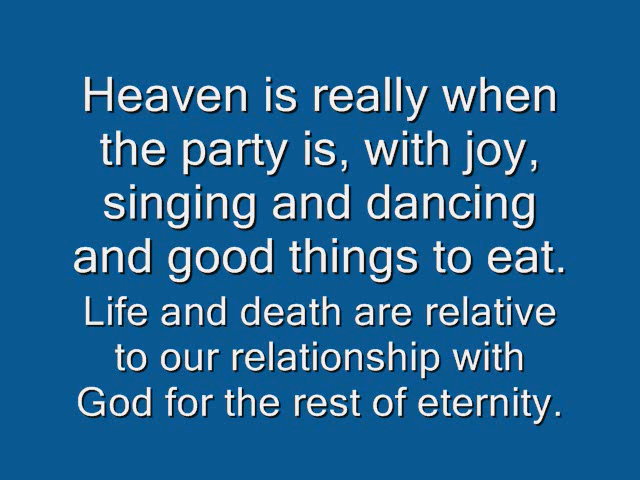 Heaven is really when
the party is, with joy,
singing and dancing
and good things to eat.
Life and death are relative
to our relationship with
God for the rest of eternity.